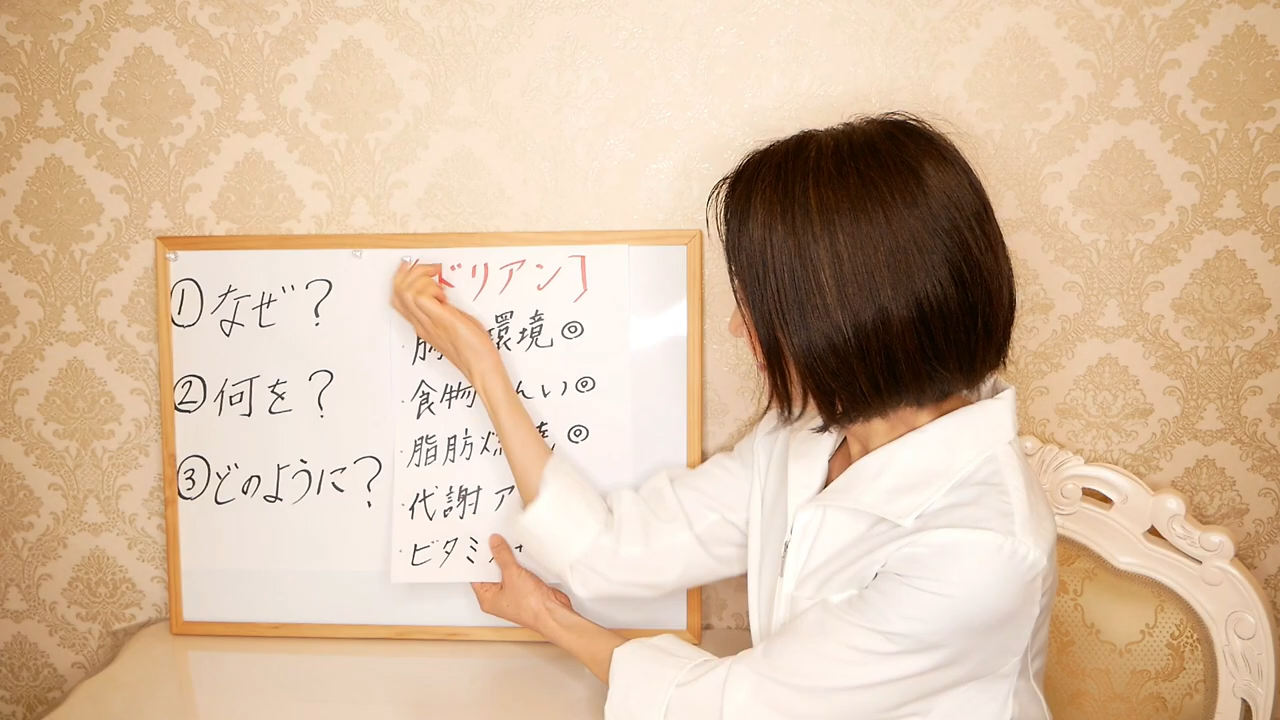 ①なぜ?
②何を?
③どのように?
ドリアン]
環境◎
・食物 んい◎
・脂肪 ◎
・代謝ア
・ビタミン